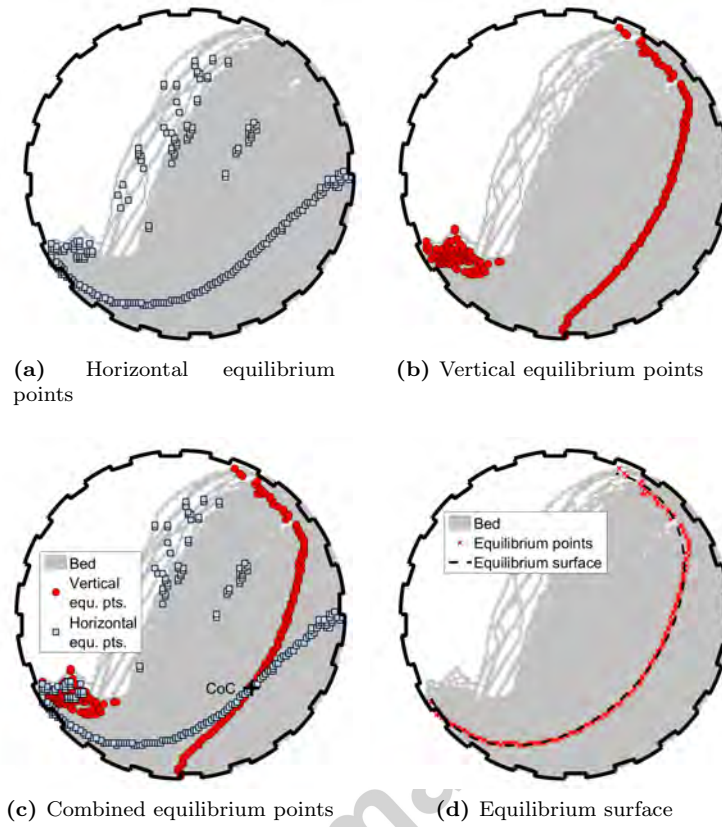 (a) Horizontal equilibrium
points
(b) Vertical equilibrium points
Bed
Vertical
equ. pts.
Horizontal
equ. pts.
CoC
Bed
Equilibrium points
Equilibrium surface
(c) Combined equilibrium points
(d) Equilibrium surface